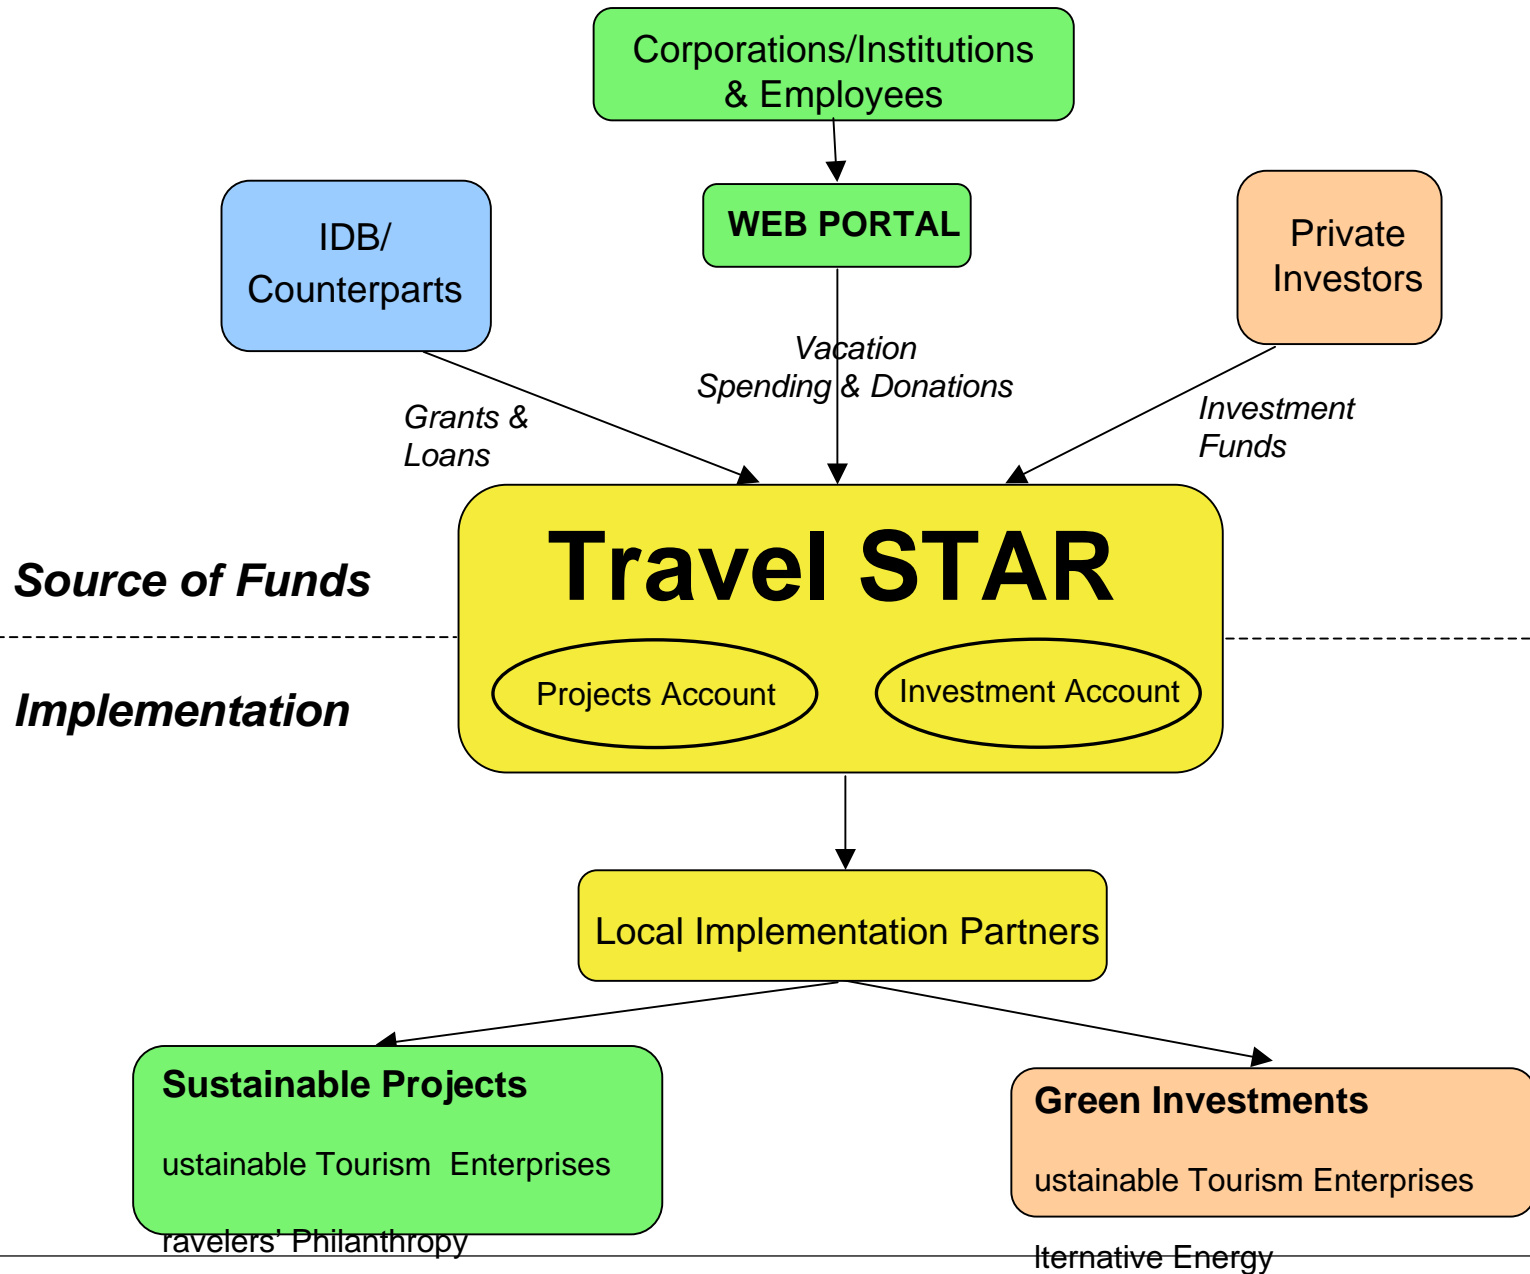 Corporations/Institutions
& Employees
WEB PORTAL
IDB/
Counterparts
Private
Investors
Vacation
Spending & Donations
Grants &
Loans
Investment
Funds
Travel STAR
Source of Funds
Projects Account
Investment Account
Implementation
Local Implementation Partners
Sustainable Projects
ustainable Tourism Enterprises
ravelers' Philanthropy
Green Investments
ustainable Tourism Enterprises
lternative Energy